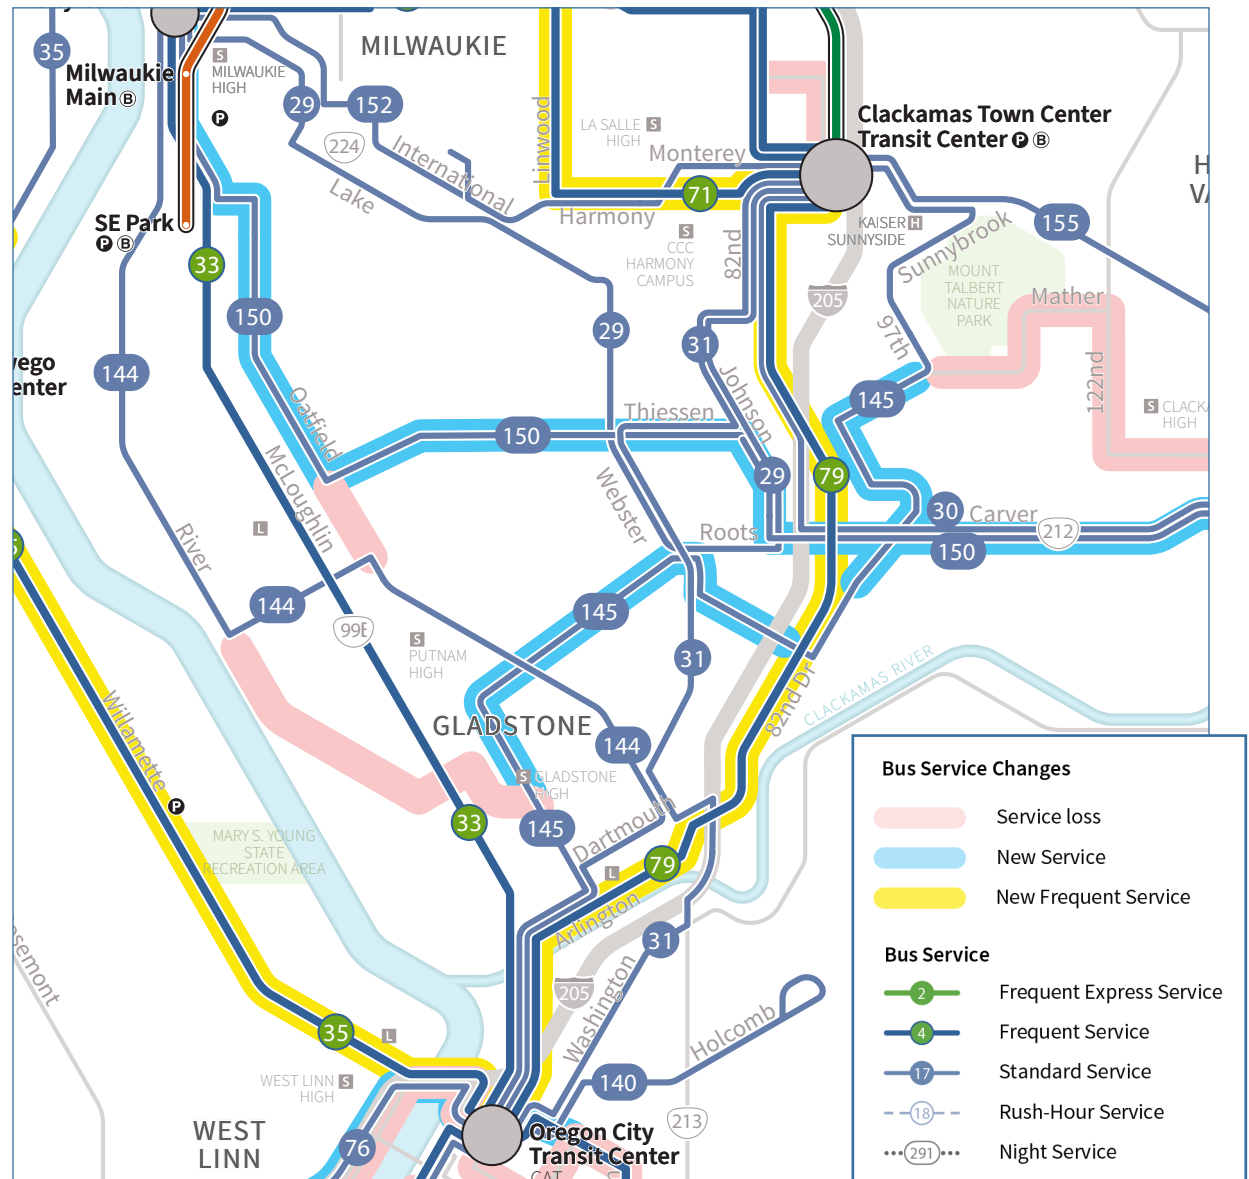 35
MILWAUKIE
S
MILWAUKIE
HIGH
Milwaukie
Main B
P
29
152
224
International
Lake
Linwood
LA SALLE S
HIGH
Monterey
71
Harmony
Clackamas Town Center
Transit Center P B
H
VA
SE Park
P B
33
S
CCC
HARMONY
CAMPUS
82nd
KAISER H
SUNNYSIDE
155
Sunnybrook
MOUNT
TALBERT
NATURE
PARK
Mather
205
150
29
31
97th
122nd
wego
enter
144
Oatfield
Johnson
145
S CLACKA
HIGH
Thiessen
150
McLoughlin
Webster
29
79
L
River
Roots
30 Carver
212
150
5
144
145
99E
S
PUTNAM
HIGH
31
82nd Dr
CLACKAMAS RIVER
Willamette
GLADSTONE
144
P
S GLADSTONE
HIGH
33
145
Dartmouth
MARY S. YOUNG
STATE
RECREATION AREA
79
L
Arlington
31
osemont
205
Washington
Holcomb
35
L
WEST LINN S
HIGH
140
213
WEST
LINN
76
Oregon City
Transit Center
CAT
Bus Service Changes
Service loss
New Service
New Frequent Service
Bus Service
2 Frequent Express Service
4 Frequent Service
17 Standard Service
18 Rush-Hour Service
291 Night Service